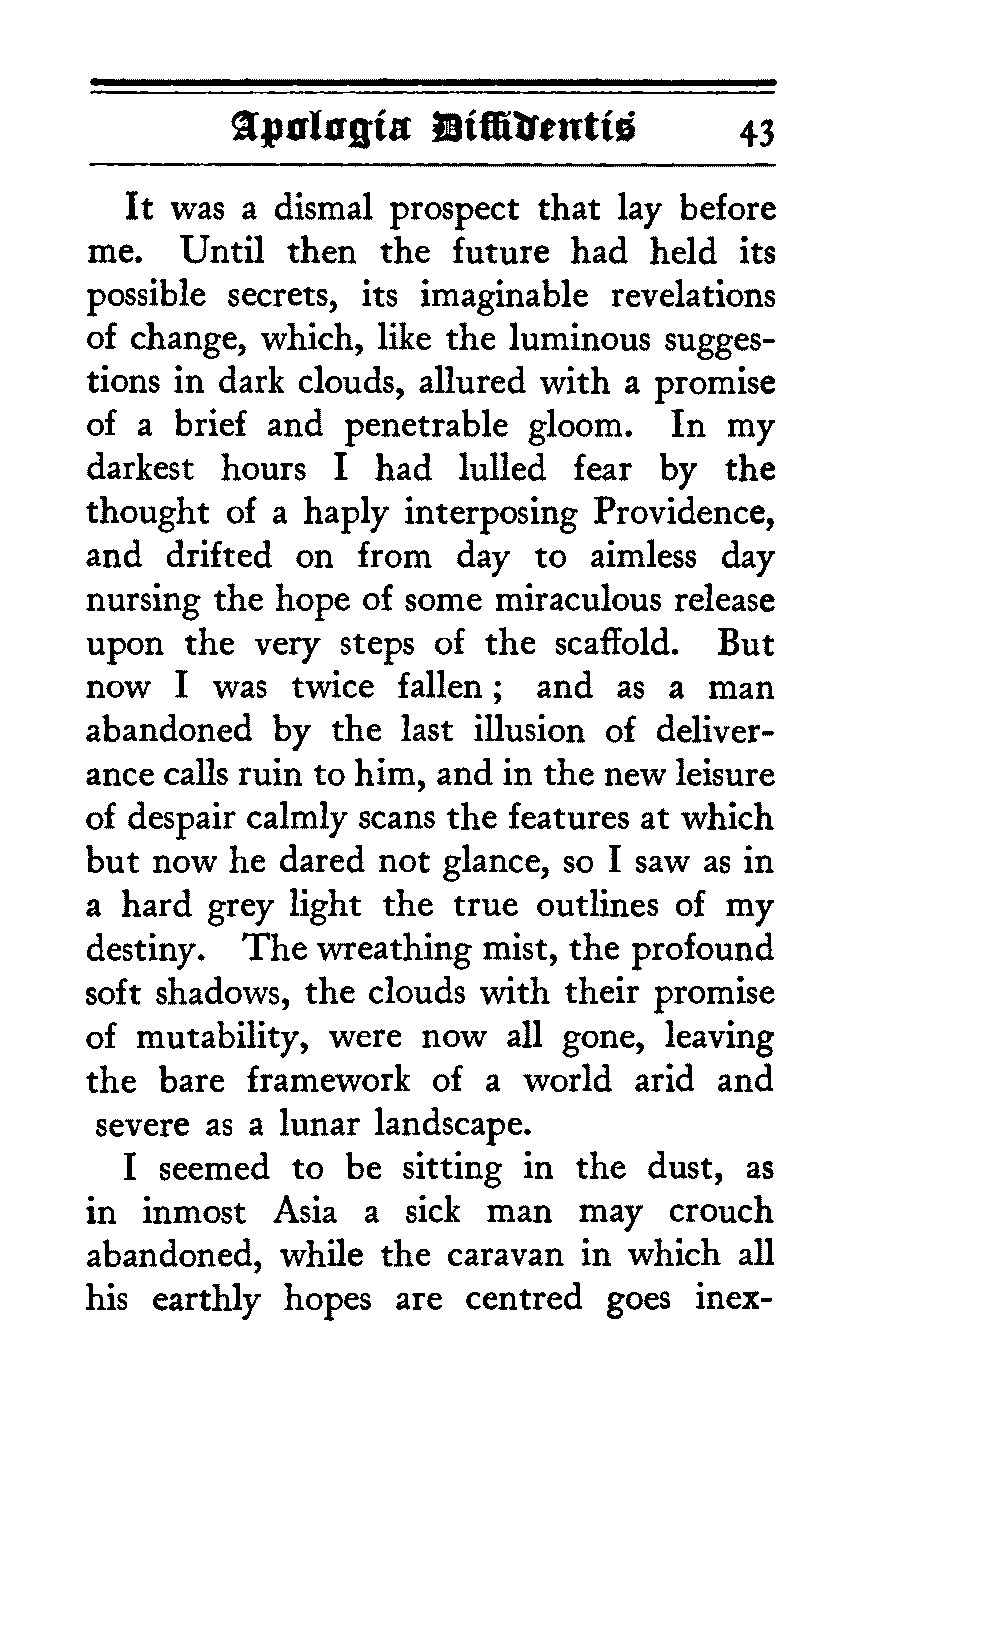 Apologia Diffidentis 43
It was a dismal prospect that lay before
me. Until then the future had held its
possible secrets, its imaginable revelations
of change, which, like the luminous sugges-
tions in dark clouds, allured with a promise
of a brief and penetrable gloom. In my
darkest hours I had lulled fear by the
thought of a haply interposing Providence,
and drifted on from day to aimless day
nursing the hope of some miraculous release
upon the very steps of the scaffold. But
now I was twice fallen ; and as a man
abandoned by the last illusion of deliver-
ance calls ruin to him, and in the new leisure
of despair calmly scans the features at which
but now he dared not glance, so I saw as in
a hard grey light the true outlines of my
destiny. The wreathing mist, the profound
soft shadows, the clouds with their promise
of mutability, were now all gone, leaving
the bare framework of a world arid and
severe as a lunar landscape.
I seemed to be sitting in the dust, as
in inmost Asia a sick man may crouch
abandoned, while the caravan in which all
his earthly hopes are centred goes inex-